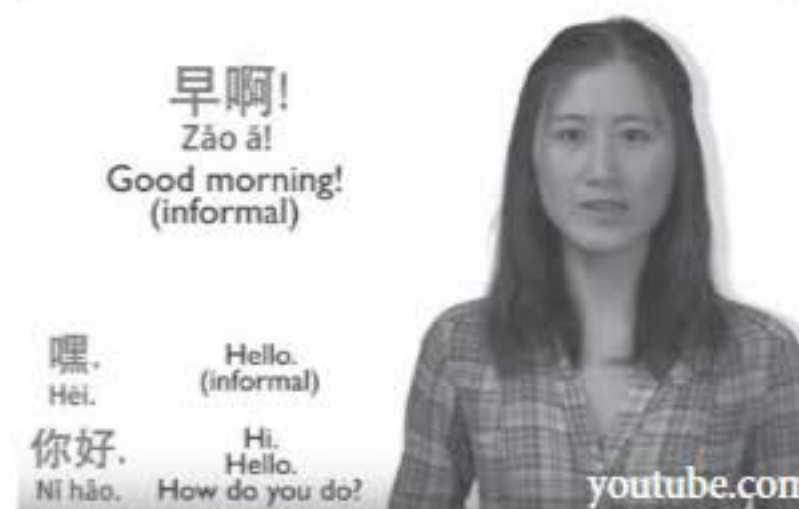 早啊!
Zǎo ā!
Good morning!
(informal)
嘿.
Hēi.
Hello.
(informal)
你好.
Nǐ hǎo.
Hi.
Hello.
How do you do?
youtube.com